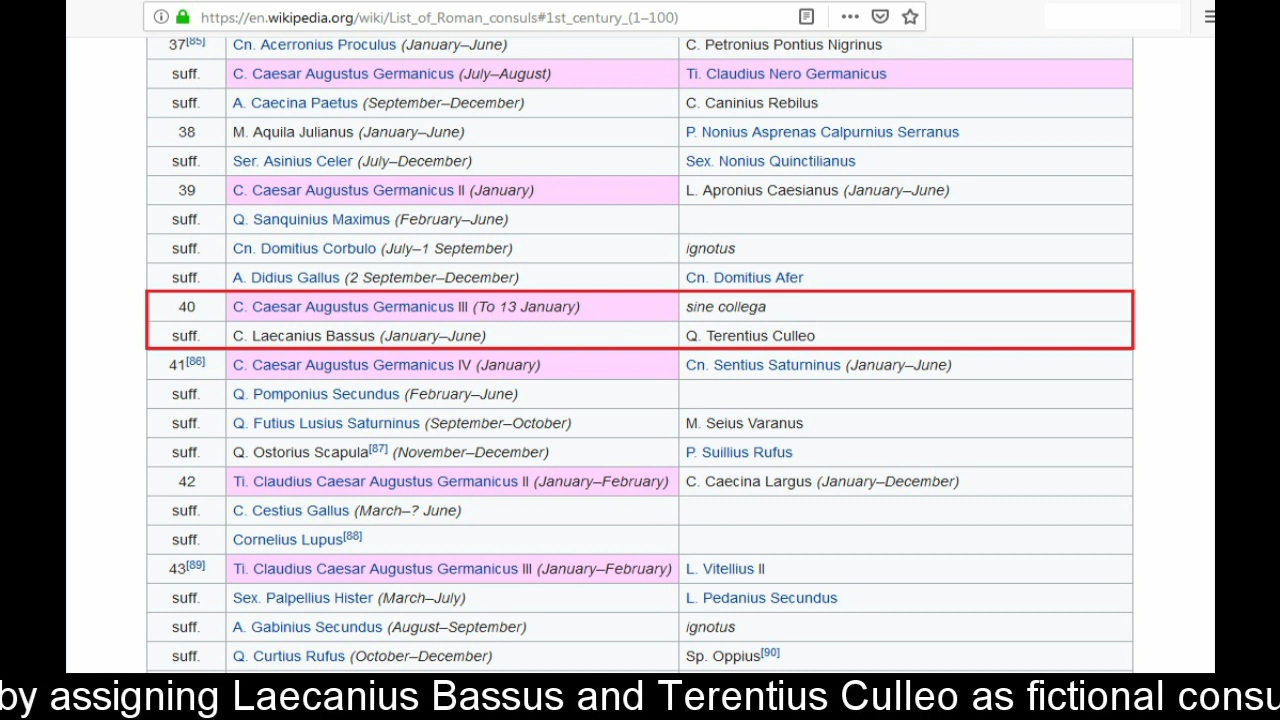 https://en.wikipedia.org/wiki/List_of_Roman_consuls#1st_century_(1–100)
37[85] Cn. Acerronius Proculus (January–June) C. Petronius Pontius Nigrinus
suff. C. Caesar Augustus Germanicus (July–August) Ti. Claudius Nero Germanicus
suff. A. Caecina Paetus (September–December) C. Caninius Rebilus
38 M. Aquila Julianus (January–June) P. Nonius Asprenas Calpurnius Serranus
suff. Ser. Asinius Celer (July–December) Sex. Nonius Quinctilianus
39 C. Caesar Augustus Germanicus II (January) L. Apronius Caesianus (January–June)
suff. Q. Sanquinius Maximus (February–June)
suff. Cn. Domitius Corbulo (July–1 September) ignotus
suff. A. Didius Gallus (2 September–December) Cn. Domitius Afer
40 C. Caesar Augustus Germanicus III (To 13 January) sine collega
suff. C. Laecanius Bassus (January–June) Q. Terentius Culleo
41[86] C. Caesar Augustus Germanicus IV (January) Cn. Sentius Saturninus (January–June)
suff. Q. Pomponius Secundus (February–June)
suff. Q. Futius Lusius Saturninus (September–October) M. Seius Varanus
suff. Q. Ostorius Scapula[87] (November–December) P. Suillius Rufus
42 Ti. Claudius Caesar Augustus Germanicus II (January–February) C. Caecina Largus (January–December)
suff. C. Cestius Gallus (March–? June)
suff. Cornelius Lupus[88]
43[89] Ti. Claudius Caesar Augustus Germanicus III (January–February) L. Vitellius II
suff. Sex. Palpellius Hister (March–July) L. Pedanius Secundus
suff. A. Gabinius Secundus (August–September) ignotus
suff. Q. Curtius Rufus (October–December) Sp. Oppius[90]
by assigning Laecanius Bassus and Terentius Culleo as fictional consu